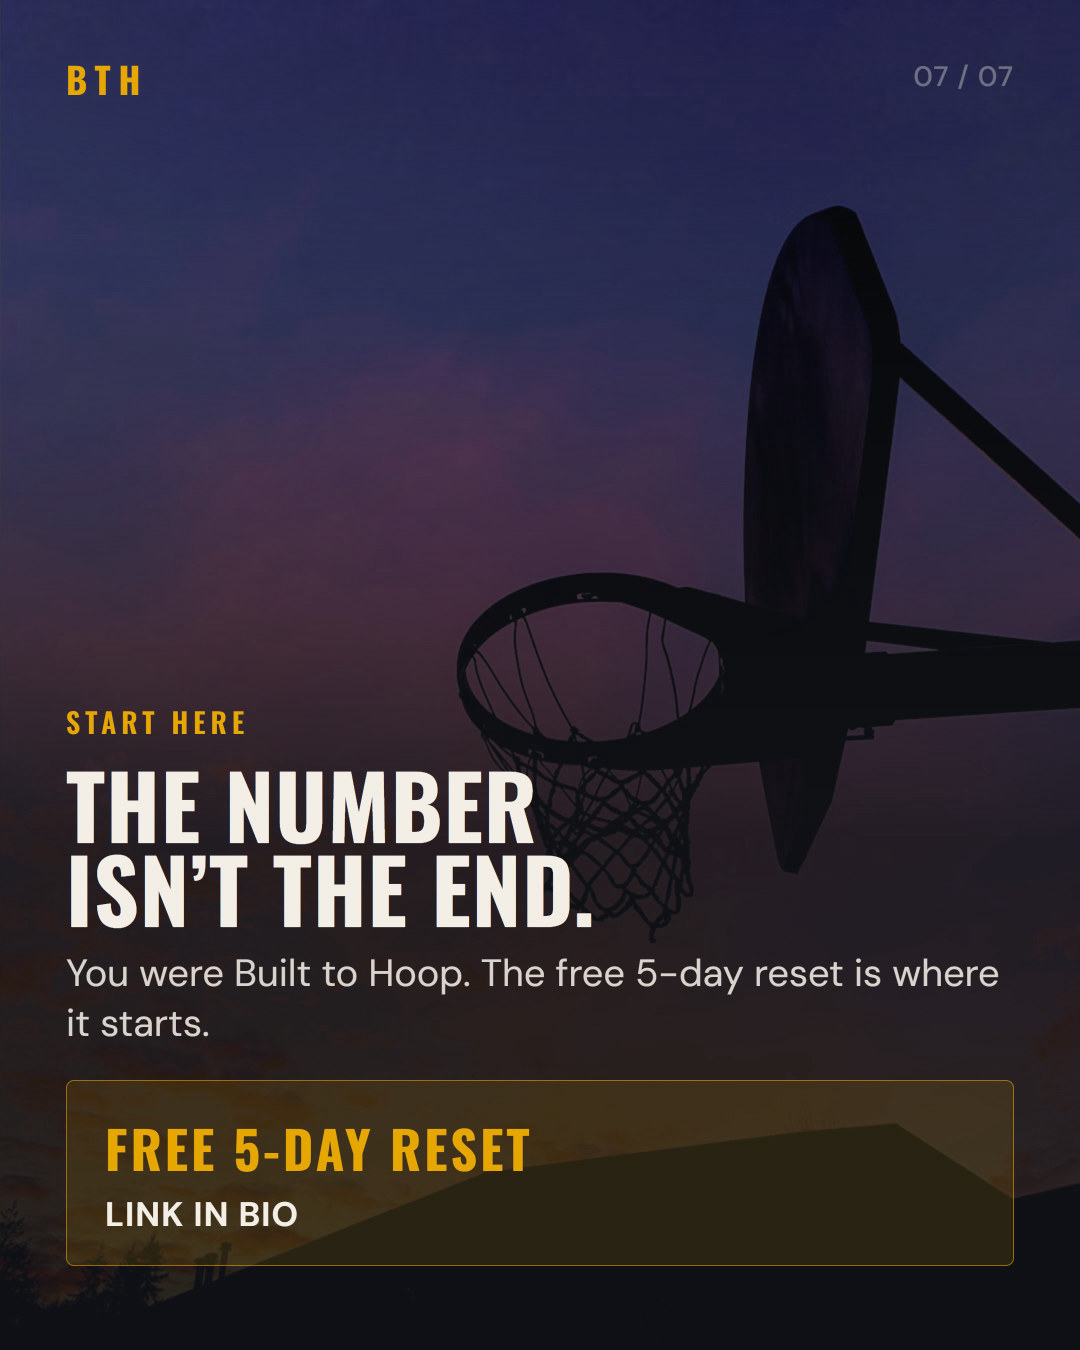 BTH
07 / 07
START HERE
THE NUMBER
ISN’T THE END.
You were Built to Hoop. The free 5-day reset is where
it starts.
FREE 5-DAY RESET
LINK IN BIO